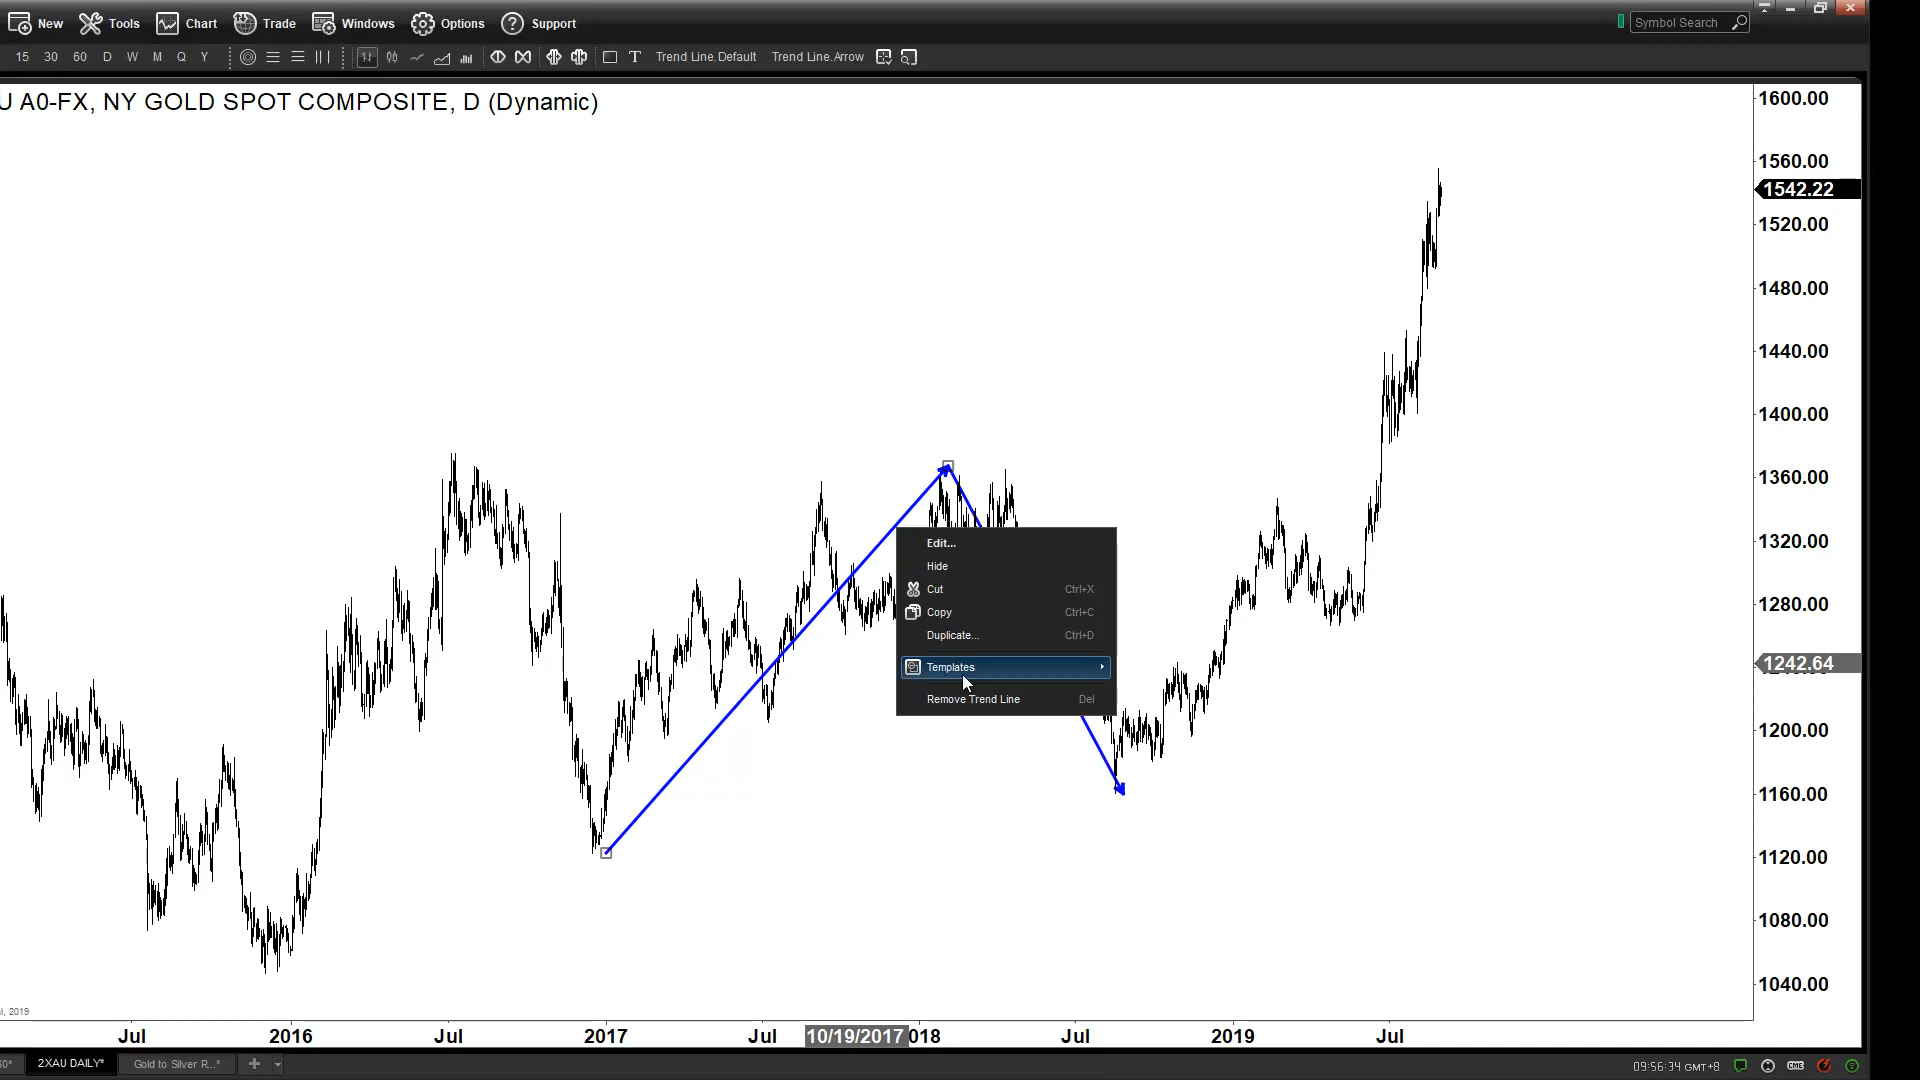 New Tools Chart Trade Windows Options Support Symbol Search
15 30 60 D W M Q Y T Trend Line.Default Trend Line.Arrow
U A0-FX, NY GOLD SPOT COMPOSITE, D (Dynamic)
1600.00
1560.00
1542.22
1520.00
1480.00
1440.00
1400.00
1360.00
1320.00
1280.00
1242.64
1200.00
1160.00
1120.00
1080.00
1040.00
Edit...
Hide
Cut Ctrl+X
Copy Ctrl+C
Duplicate... Ctrl+D
Templates
Remove Trend Line Del
l, 2019
Jul 2016 Jul 2017 Jul 10/19/2017 018 Jul 2019 Jul
60* 2XAU DAILY* Gold to Silver R...* 09:56:34 GMT+8 CME